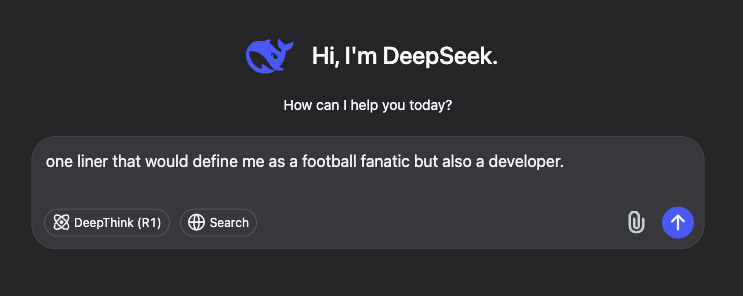 Hi, I'm DeepSeek.
How can I help you today?
one liner that would define me as a football fanatic but also a developer.
DeepThink (R1) Search